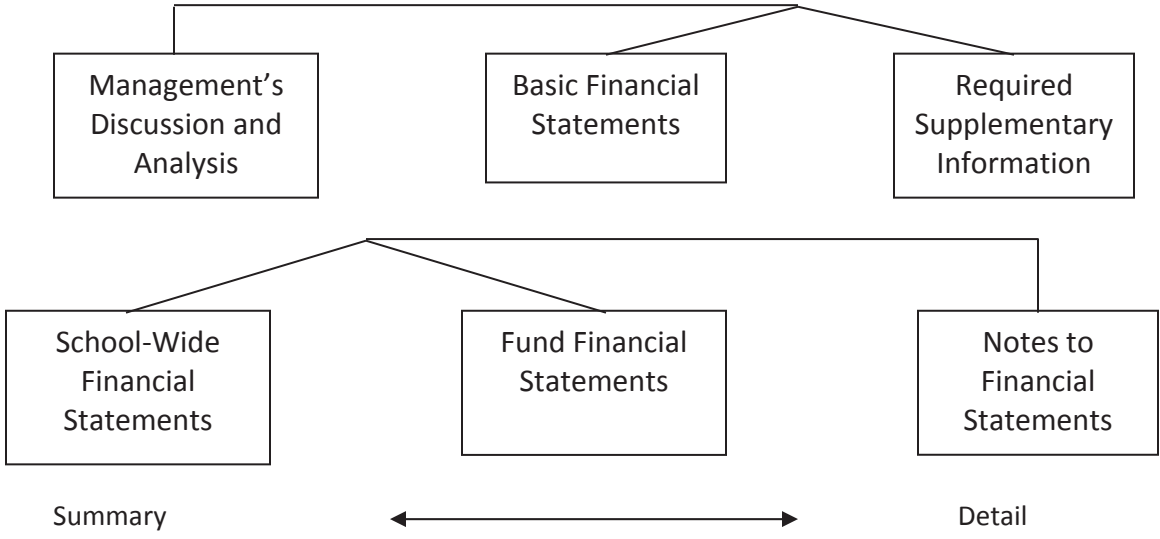 Management’s
Discussion and
Analysis
Basic Financial
Statements
Required
Supplementary
Information
School-Wide
Financial
Statements
Fund Financial
Statements
Notes to
Financial
Statements
Summary
Detail